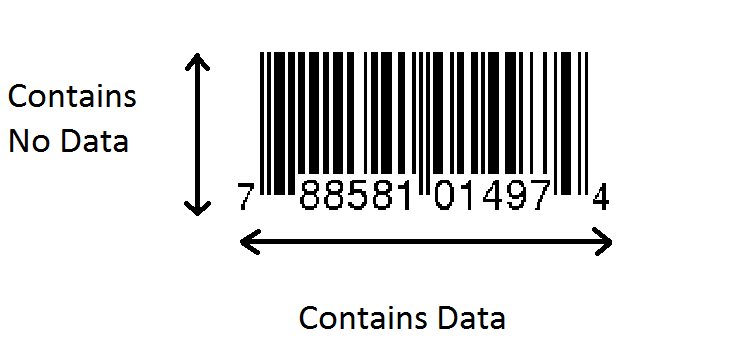 Contains
No Data
7 88581 01497 4
Contains Data